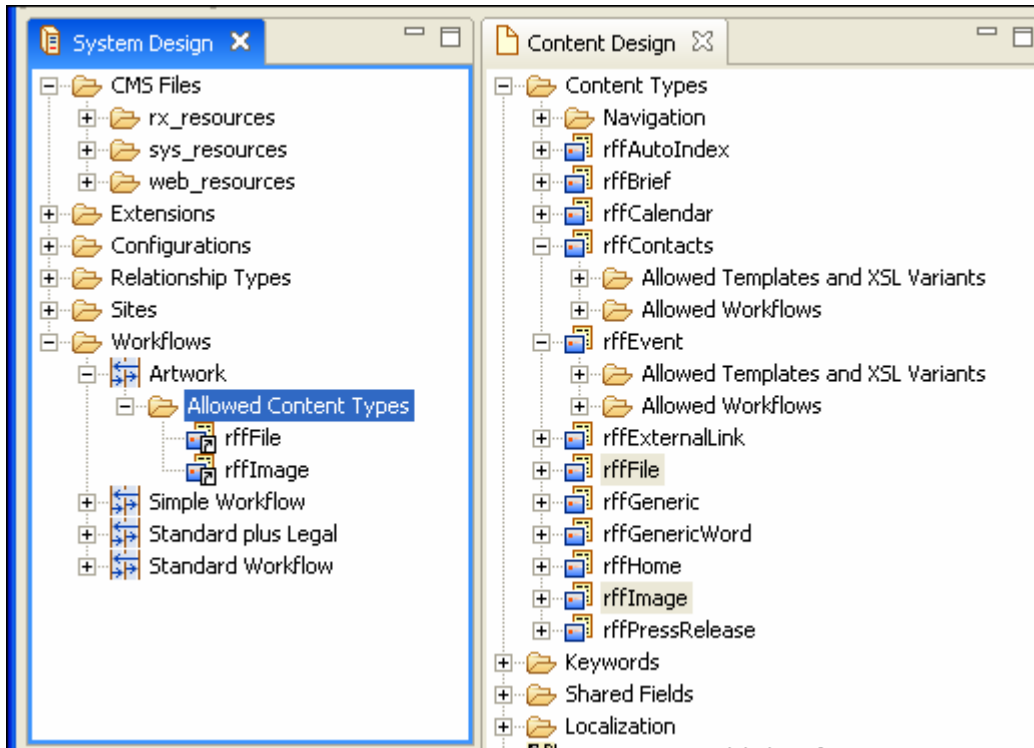 System Design
CMS Files
rx_resources
sys_resources
web_resources
Extensions
Configurations
Relationship Types
Sites
Workflows
Artwork
Allowed Content Types
rffFile
rffImage
Simple Workflow
Standard plus Legal
Standard Workflow
Content Design
Content Types
Navigation
rffAutoIndex
rffBrief
rffCalendar
rffContacts
Allowed Templates and XSL Variants
Allowed Workflows
rffEvent
Allowed Templates and XSL Variants
Allowed Workflows
rffExternalLink
rffFile
rffGeneric
rffGenericWord
rffHome
rffImage
rffPressRelease
Keywords
Shared Fields
Localization